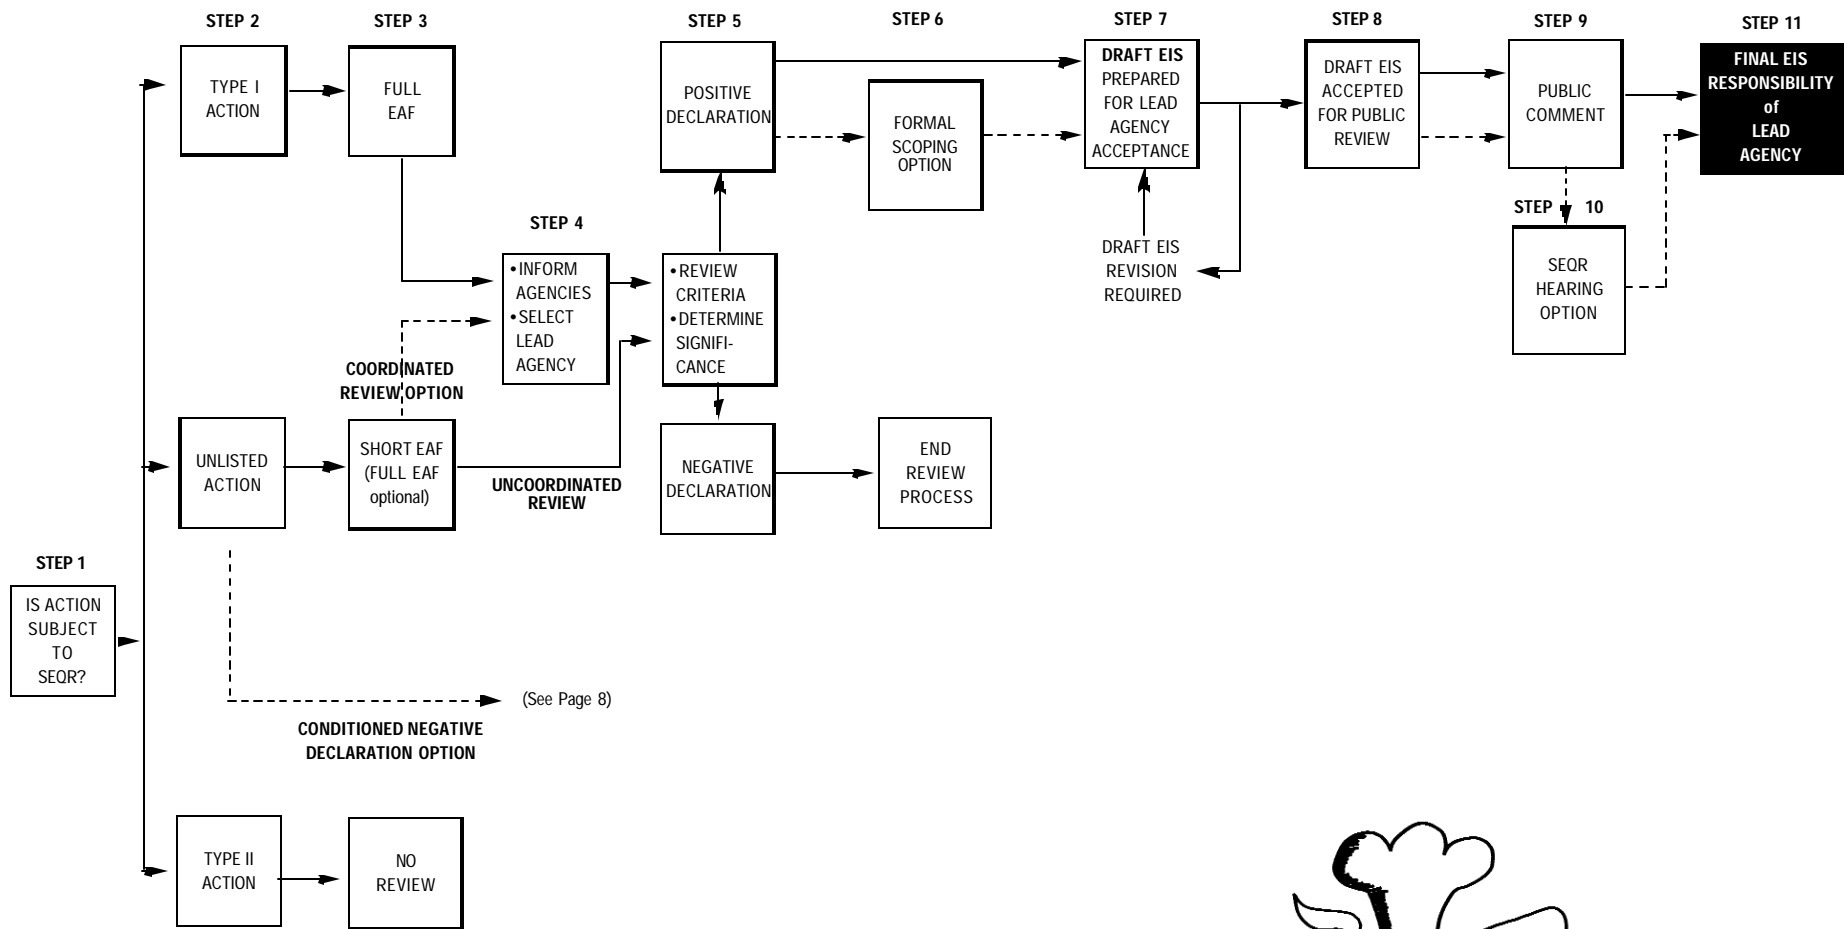 STEP 2
STEP 3
STEP 5
STEP 6
STEP 7
STEP 8
STEP 9
STEP 11
TYPE I
ACTION
FULL
EAF
POSITIVE
DECLARATION
FORMAL
SCOPING
OPTION
DRAFT EIS
PREPARED
FOR LEAD
AGENCY
ACCEPTANCE
DRAFT EIS
ACCEPTED
FOR PUBLIC
REVIEW
PUBLIC
COMMENT
FINAL EIS
RESPONSIBILITY
of
LEAD
AGENCY
STEP 4
•INFORM
AGENCIES
•SELECT
LEAD
AGENCY
•REVIEW
CRITERIA
•DETERMINE
SIGNIFI-
CANCE
DRAFT EIS
REVISION
REQUIRED
STEP 10
SEQR
HEARING
OPTION
COORDINATED
REVIEW OPTION
UNLISTED
ACTION
SHORT EAF
(FULL EAF
optional)
UNCOORDINATED
REVIEW
NEGATIVE
DECLARATION
END
REVIEW
PROCESS
STEP 1
IS ACTION
SUBJECT
TO
SEQR?
(See Page 8)
CONDITIONED NEGATIVE
DECLARATION OPTION
TYPE II
ACTION
NO
REVIEW